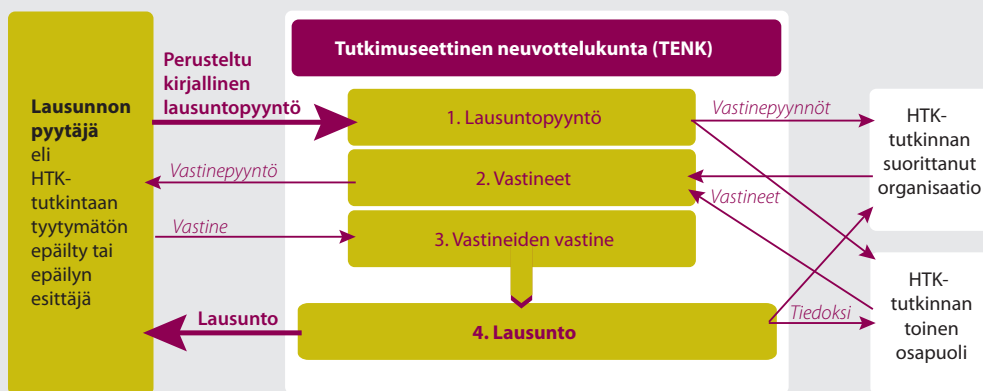 Lausunnon
pyytäjä
eli
HTK-
tutkintaan
tyytymätön
epäilty tai
epäilyn
esittäjä
Perusteltu
kirjallinen
lausuntopyyntö
Vastinepyyntö
Vastine
Lausunto
Tutkimuseettinen neuvottelukunta (TENK)
1. Lausuntopyyntö
2. Vastineet
3. Vastineiden vastine
4. Lausunto
Vastinepyynnöt
Vastineet
Tiedoksi
HTK-
tutkinnan
suorittanut
organisaatio
HTK-
tutkinnan
toinen
osapuoli